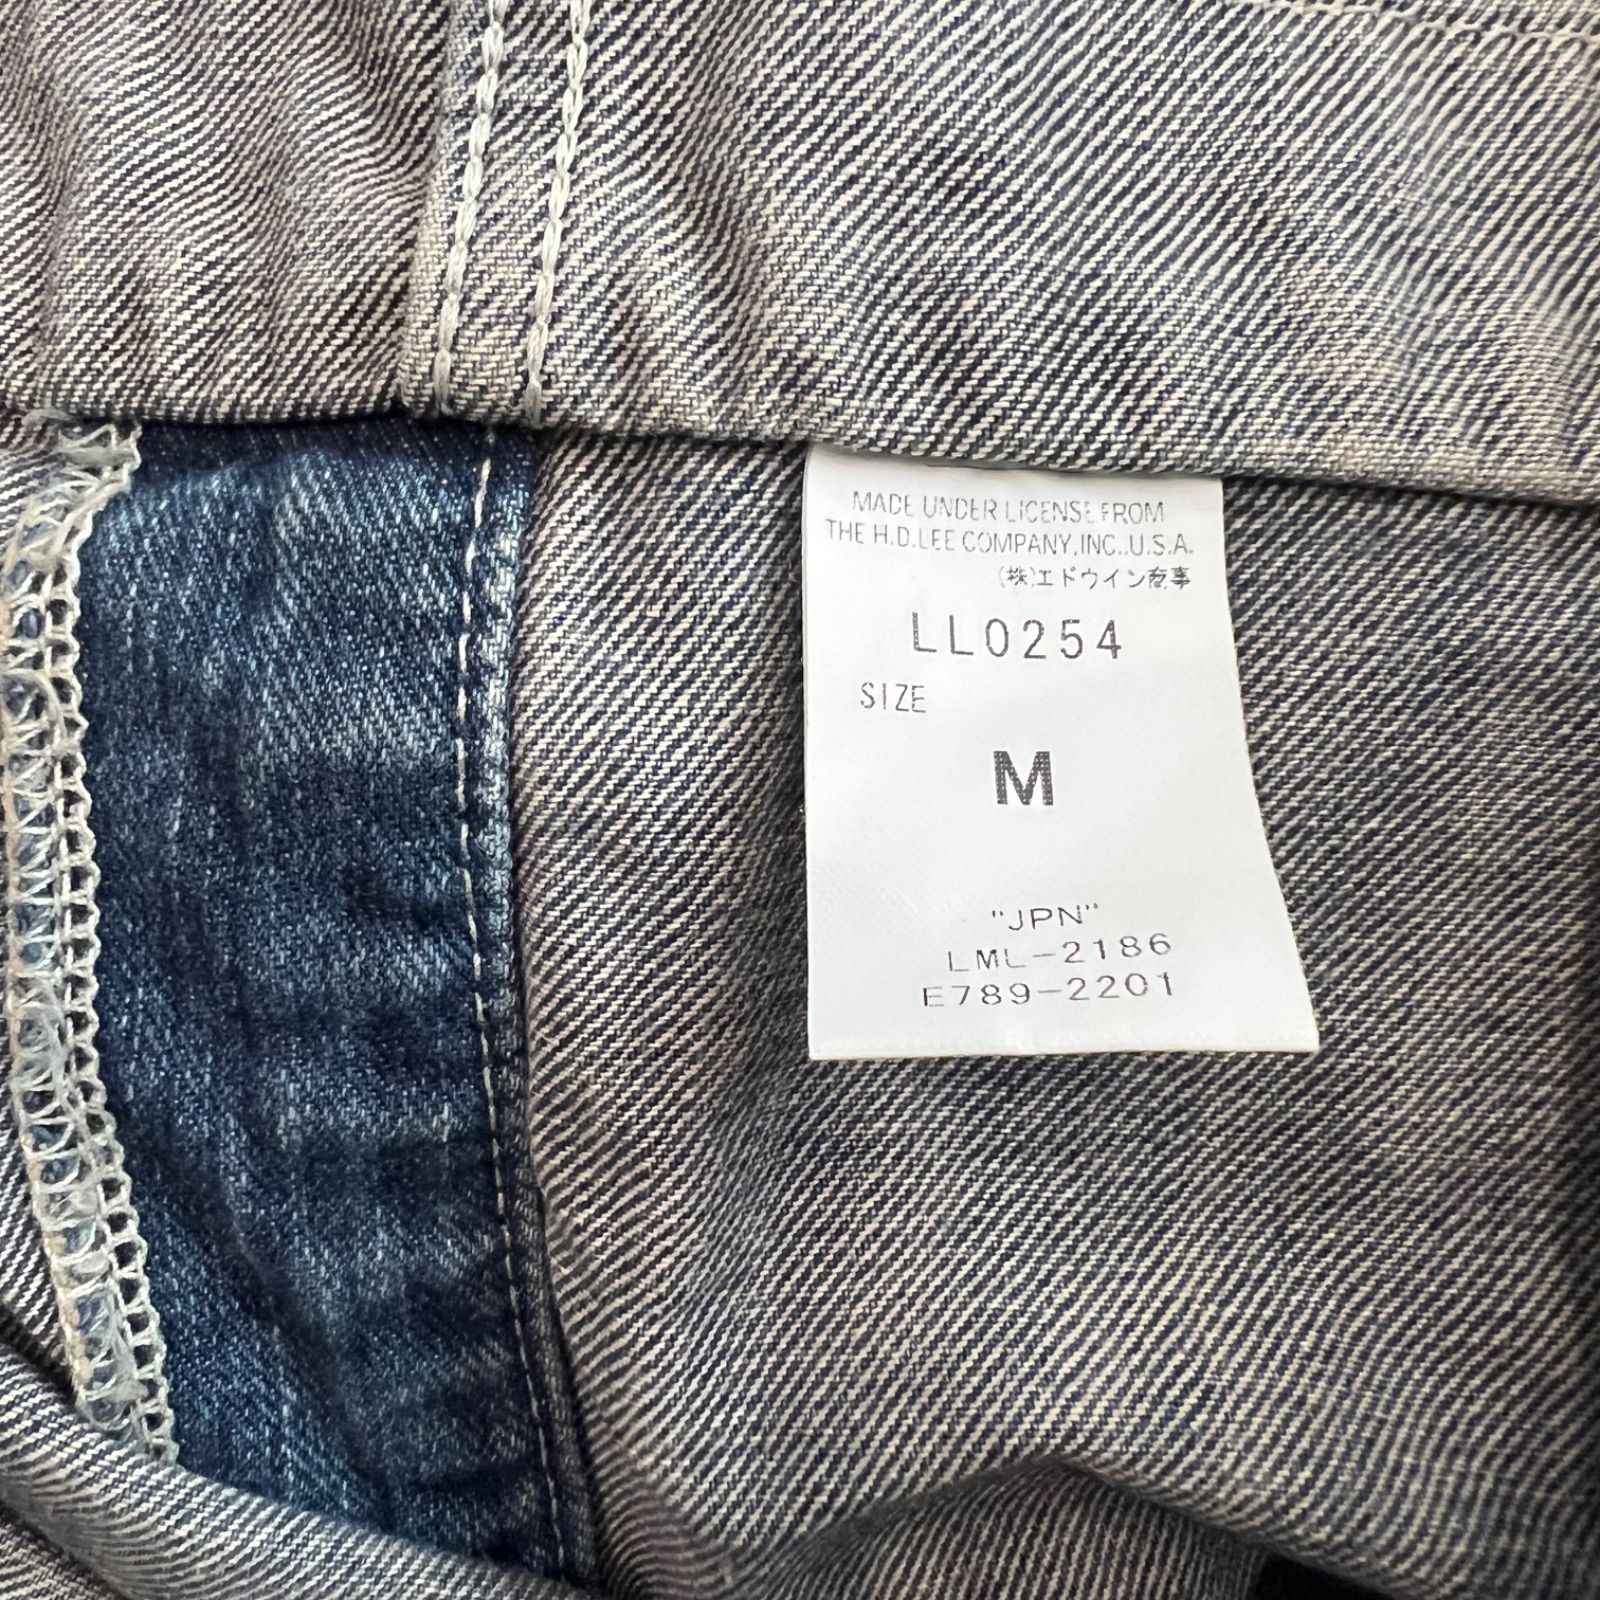 MADE UNDER LICENSE FROM
THE H.D.LEE COMPANY,INC.,U.S.A.
(株)エドウイン商事
LL0254
SIZE
M
"JPN"
LML-2186
E789-2201